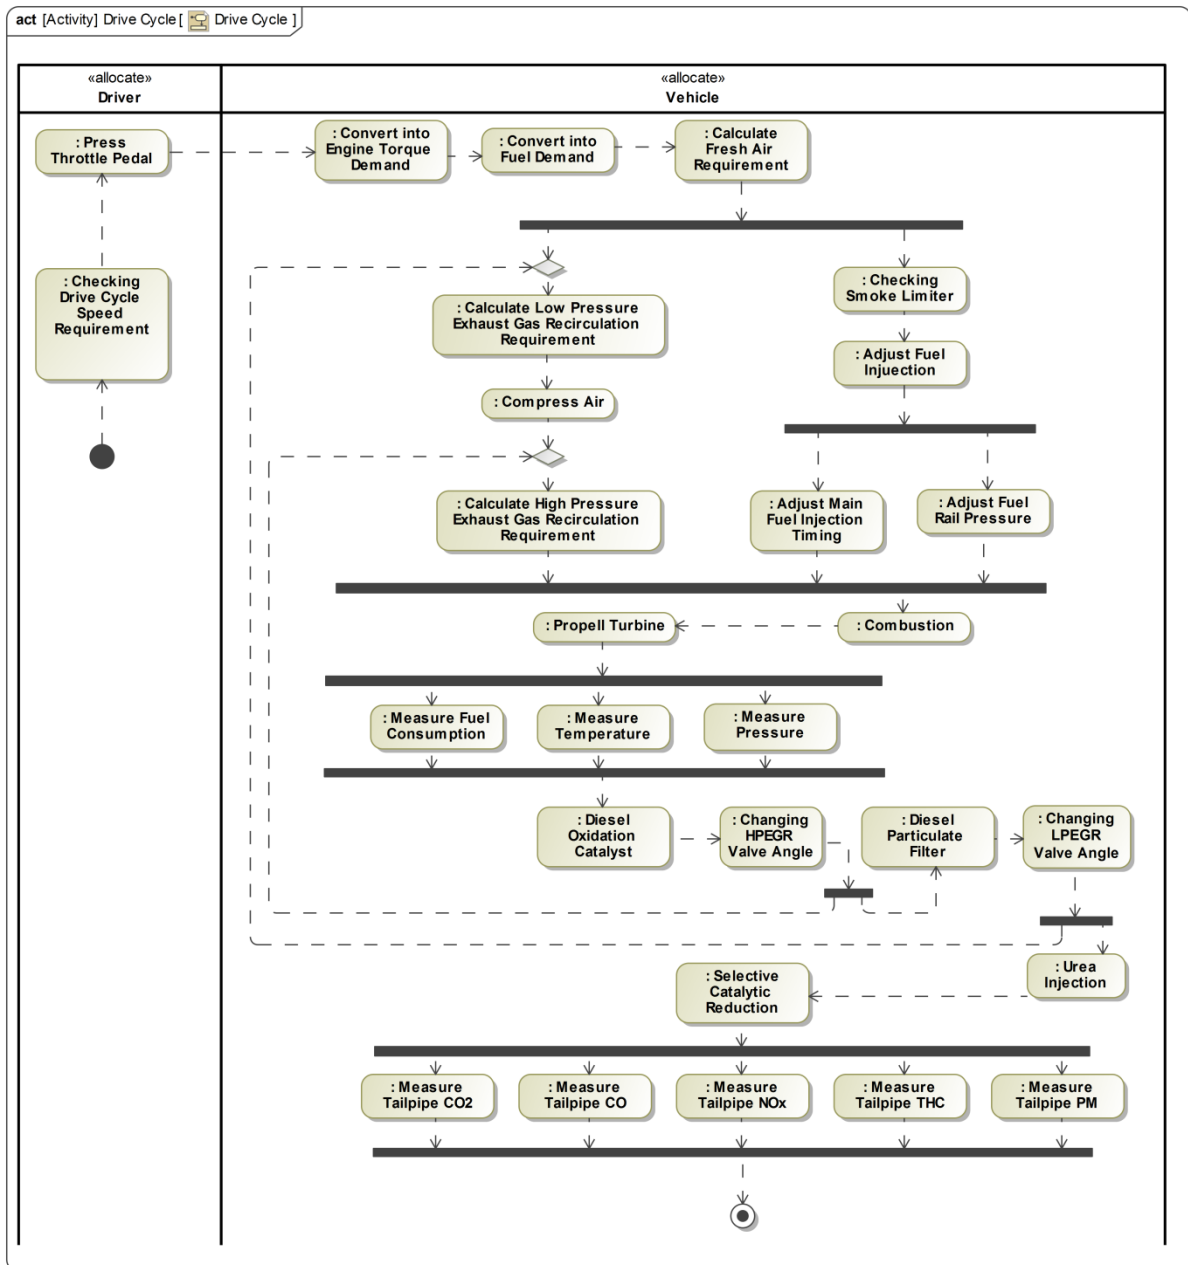 act [Activity] Drive Cycle [ Drive Cycle ]
«allocate»
Driver
«allocate»
Vehicle
: Press
Throttle Pedal
: Convert into
Engine Torque
Demand
: Convert into
Fuel Demand
: Calculate
Fresh Air
Requirement
: Checking
Drive Cycle
Speed
Requirement
: Checking
Smoke Limiter
: Calculate Low Pressure
Exhaust Gas Recirculation
Requirement
: Adjust Fuel
Injuection
: Compress Air
: Calculate High Pressure
Exhaust Gas Recirculation
Requirement
: Adjust Main
Fuel Injection
Timing
: Adjust Fuel
Rail Pressure
: Propell Turbine
: Combustion
: Measure Fuel
Consumption
: Measure
Temperature
: Measure
Pressure
: Diesel
Oxidation
Catalyst
: Changing
HPEGR
Valve Angle
: Diesel
Particulate
Filter
: Changing
LPEGR
Valve Angle
: Urea
Injection
: Selective
Catalytic
Reduction
: Measure
Tailpipe CO2
: Measure
Tailpipe CO
: Measure
Tailpipe NOx
: Measure
Tailpipe THC
: Measure
Tailpipe PM